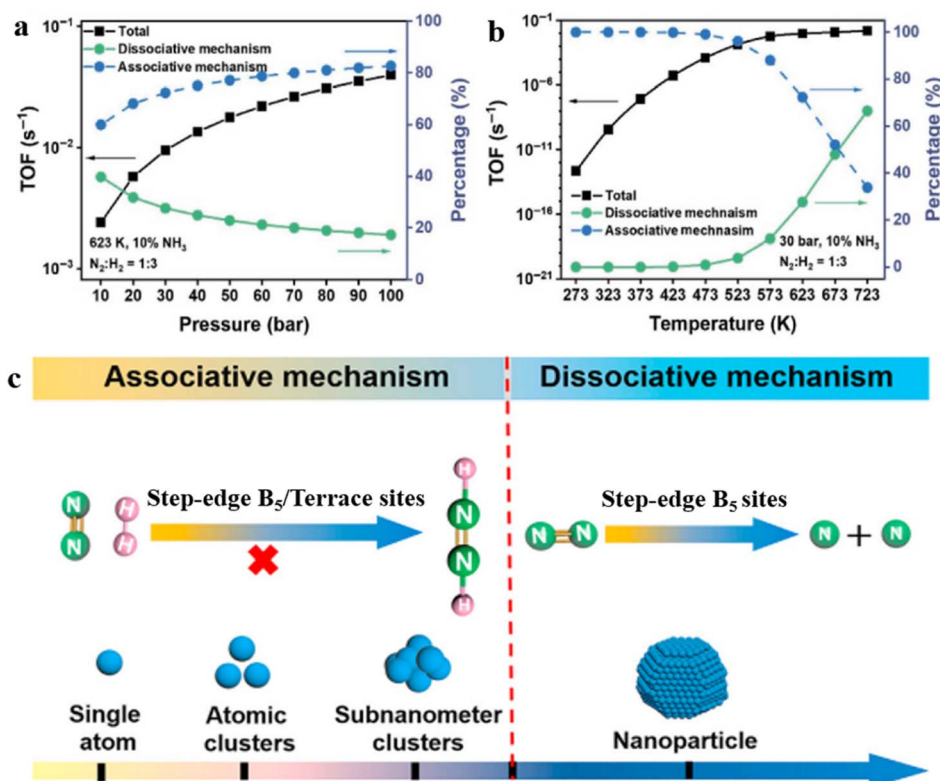 a
Total
Dissociative mechanism
Associative mechanism
TOF (s⁻¹)
10⁻¹
10⁻²
10⁻³
100
80
60
40
20
0
Percentage (%)
623 K, 10% NH₃
N₂:H₂ = 1:3
10 20 30 40 50 60 70 80 90 100
Pressure (bar)
b
TOF (s⁻¹)
10⁻¹
10⁻⁶
10⁻¹¹
10⁻¹⁶
10⁻²¹
100
80
60
40
20
0
Percentage (%)
Total
Dissociative mechnaism
Associative mechnasim
30 bar, 10% NH₃
N₂:H₂ = 1:3
273 323 373 423 473 523 573 623 673 723
Temperature (K)
c
Associative mechanism
Dissociative mechanism
N
N
H
H
Step-edge B₅/Terrace sites
H
N
N
H
N N
Step-edge B₅ sites
N + N
Single
atom
Atomic
clusters
Subnanometer
clusters
Nanoparticle